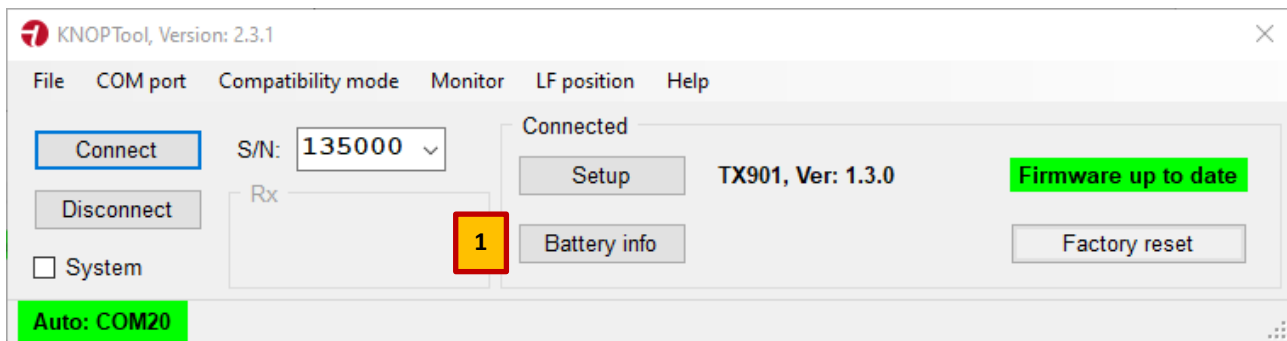 KNOPTool, Version: 2.3.1
File COM port Compatibility mode Monitor LF position Help
Connect
S/N: 135000
Disconnect
Rx
System
Connected
Setup
TX901, Ver: 1.3.0
Firmware up to date
1
Battery info
Factory reset
Auto: COM20